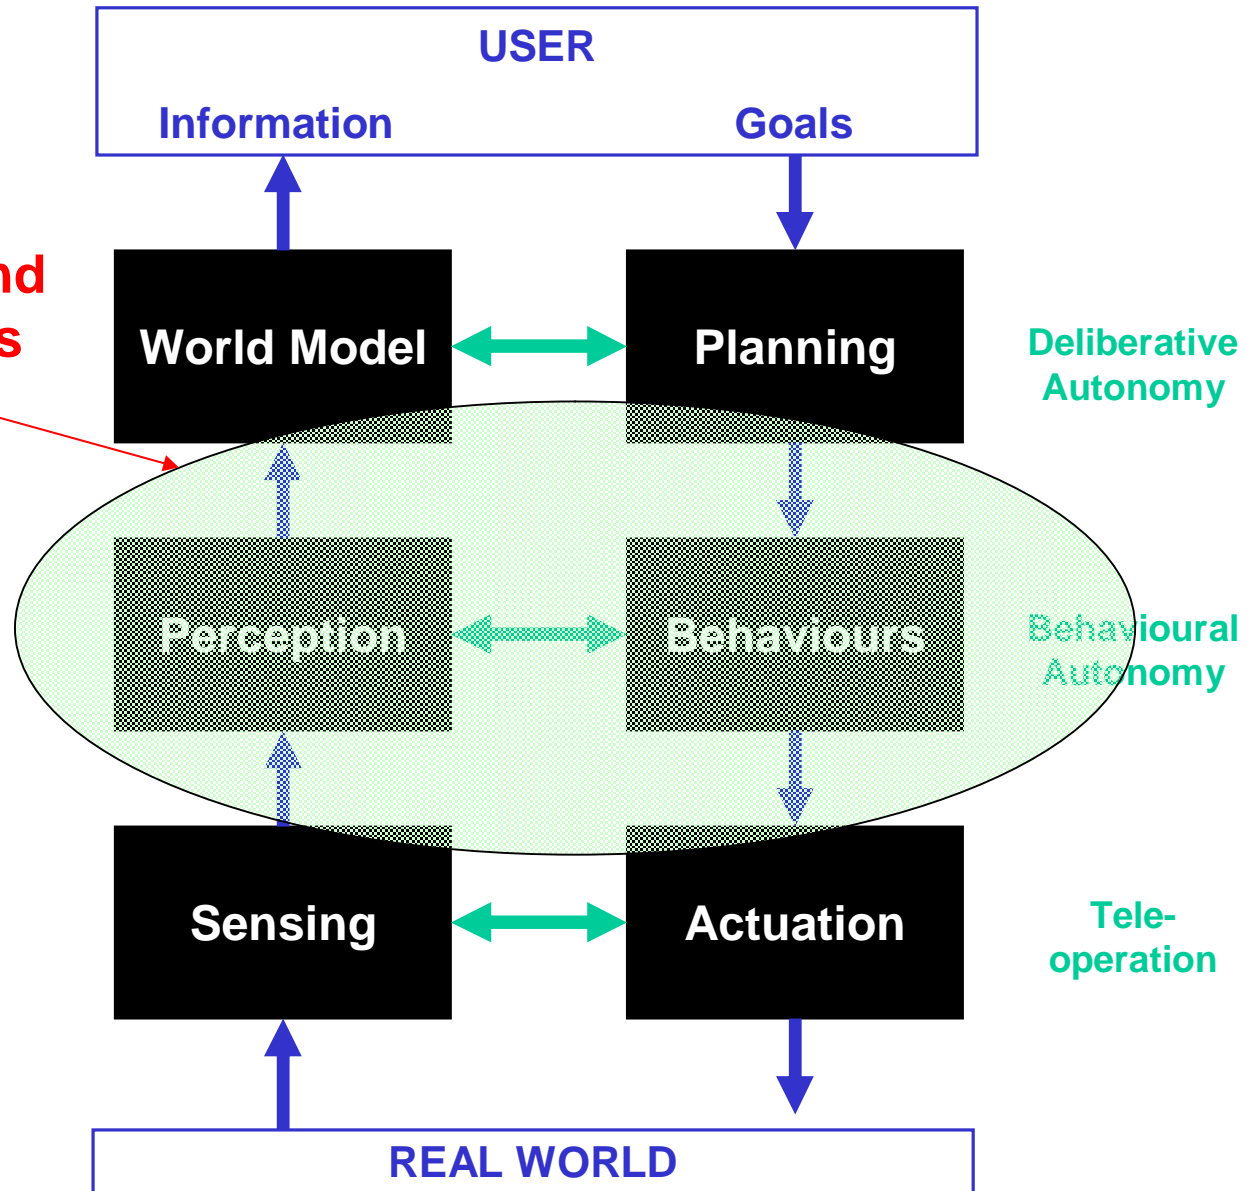 USER
Information Goals
nd
s
World Model Planning
Deliberative
Autonomy
Perception Behaviours
Behavioural
Autonomy
Sensing Actuation
Tele-
operation
REAL WORLD